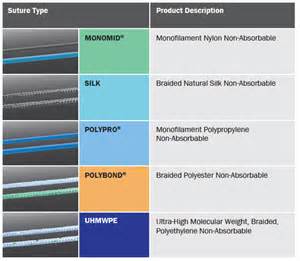 Suture Type
Product Description
MONOMID®
Monofilament Nylon Non-Absorbable
SILK
Braided Natural Silk Non-Absorbable
POLYPRO®
Monofilament Polypropylene
Non-Absorbable
POLYBOND®
Braided Polyester Non-Absorbable
UHMWPE
Ultra-High Molecular Weight, Braided,
Polyethylene Non-Absorbable